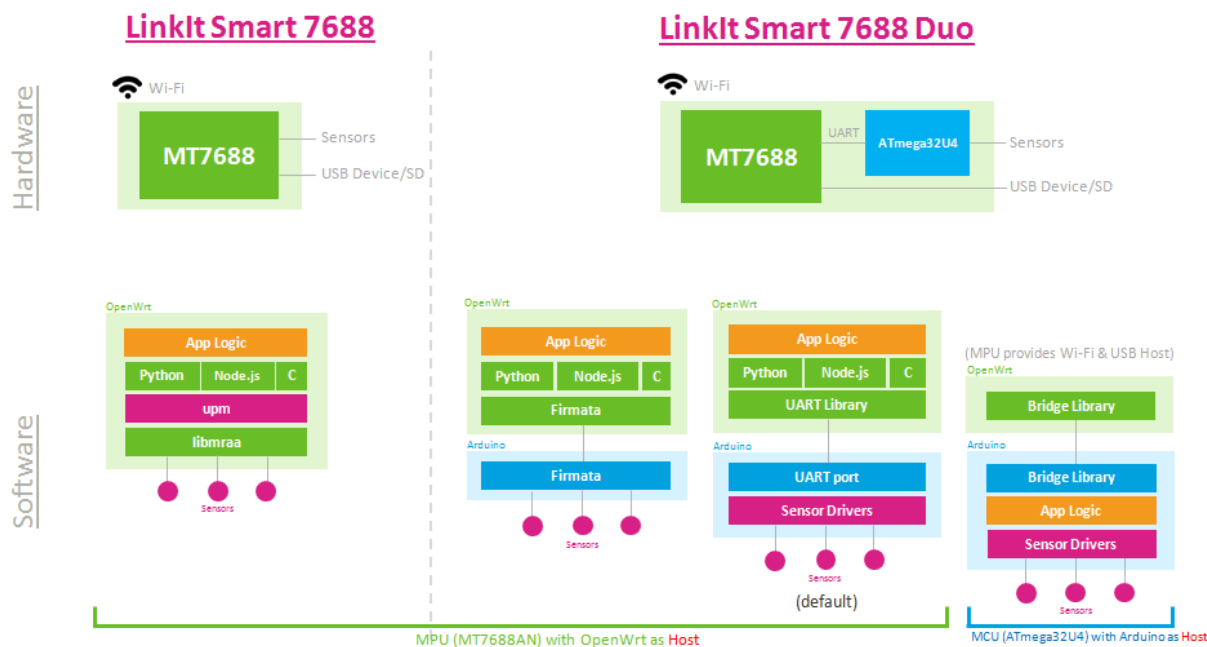 LinkIt Smart 7688
LinkIt Smart 7688 Duo
Hardware
Wi-Fi
MT7688
Sensors
USB Device/SD
Wi-Fi
MT7688
UART
ATmega32U4
Sensors
USB Device/SD
Software
OpenWrt
App Logic
Python
Node.js
C
upm
libmraa
Sensors
OpenWrt
App Logic
Python
Node.js
C
Firmata
Arduino
Firmata
Sensors
OpenWrt
App Logic
Python
Node.js
C
UART Library
Arduino
UART port
Sensor Drivers
Sensors
(default)
(MPU provides Wi-Fi & USB Host)
OpenWrt
Bridge Library
Arduino
Bridge Library
App Logic
Sensor Drivers
Sensors
MPU (MT7688AN) with OpenWrt as Host
MCU (ATmega32U4) with Arduino as Host